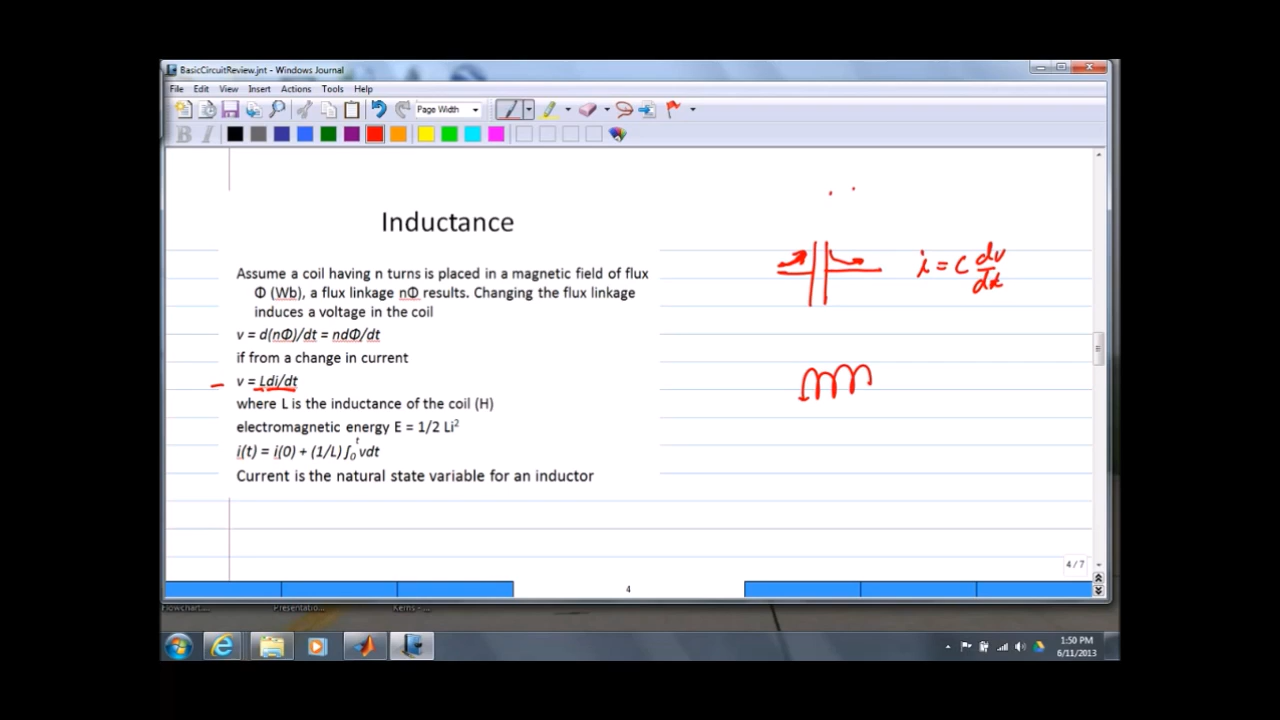 BasicCircuitReview.jnt - Windows Journal
File Edit View Insert Actions Tools Help
Page Width
B I
Inductance
Assume a coil having n turns is placed in a magnetic field of flux
Φ (Wb), a flux linkage nΦ results. Changing the flux linkage
induces a voltage in the coil
v = d(nΦ)/dt = ndΦ/dt
if from a change in current
v = Ldi/dt
where L is the inductance of the coil (H)
electromagnetic energy E = 1/2 Li²
i(t) = i(0) + (1/L)∫₀ᵗ vdt
Current is the natural state variable for an inductor
i = C dv/dt
4 / 7
4
Flowchart....
Presentatio...
Kerns - ...
1:50 PM
6/11/2013